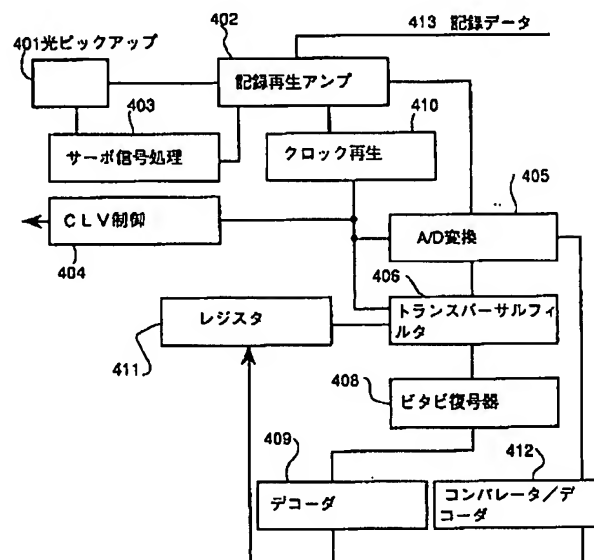 402
413 記録データ
401光ピックアップ
記録再生アンプ
403
410
サーボ信号処理
クロック再生
405
CLV制御
A/D変換
404
406
レジスタ
トランスバーサルフィ
ルタ
411
408
ビタビ復号器
409
412
デコーダ
コンパレータ/デ
コーダ